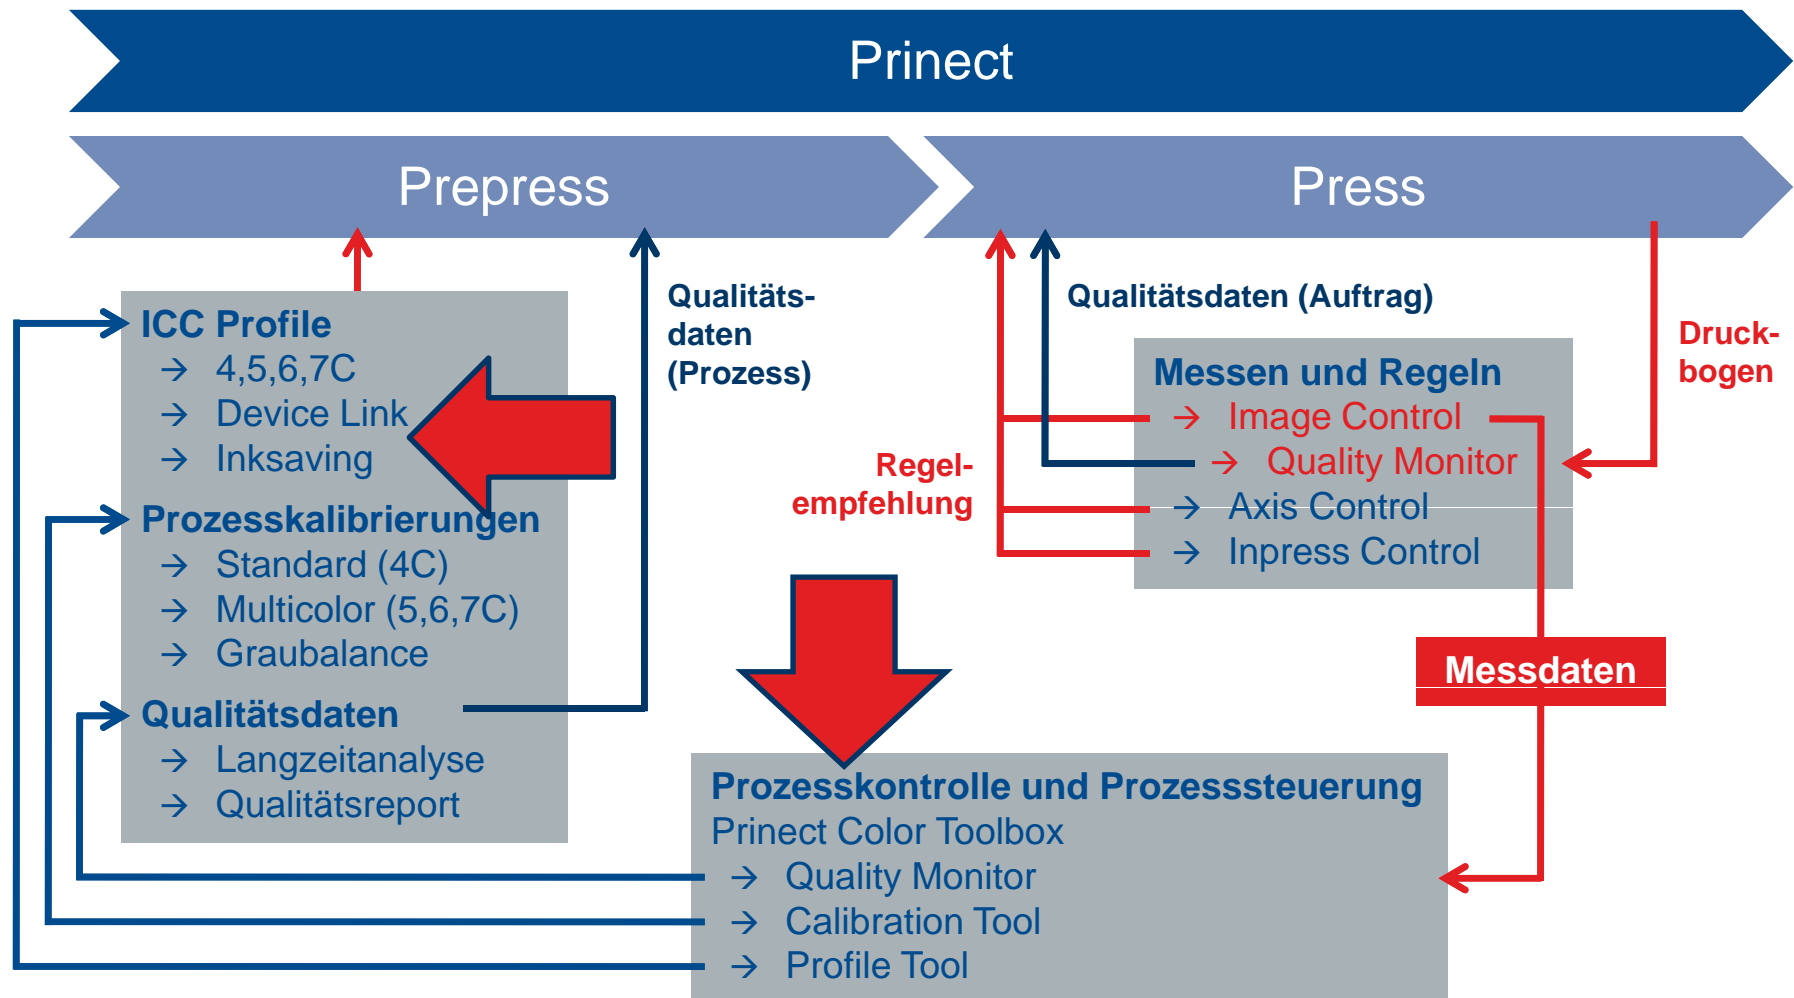 Prinect
Prepress
Press
ICC Profile
→ 4,5,6,7C
→ Device Link
→ Inksaving
Prozesskalibrierungen
→ Standard (4C)
→ Multicolor (5,6,7C)
→ Graubalance
Qualitätsdaten
→ Langzeitanalyse
→ Qualitätsreport
Qualitäts-
daten
(Prozess)
Qualitätsdaten (Auftrag)
Druck-
bogen
Messen und Regeln
→ Image Control
→ Quality Monitor
→ Axis Control
→ Inpress Control
Regel-
empfehlung
Messdaten
Prozesskontrolle und Prozesssteuerung
Prinect Color Toolbox
→ Quality Monitor
→ Calibration Tool
→ Profile Tool